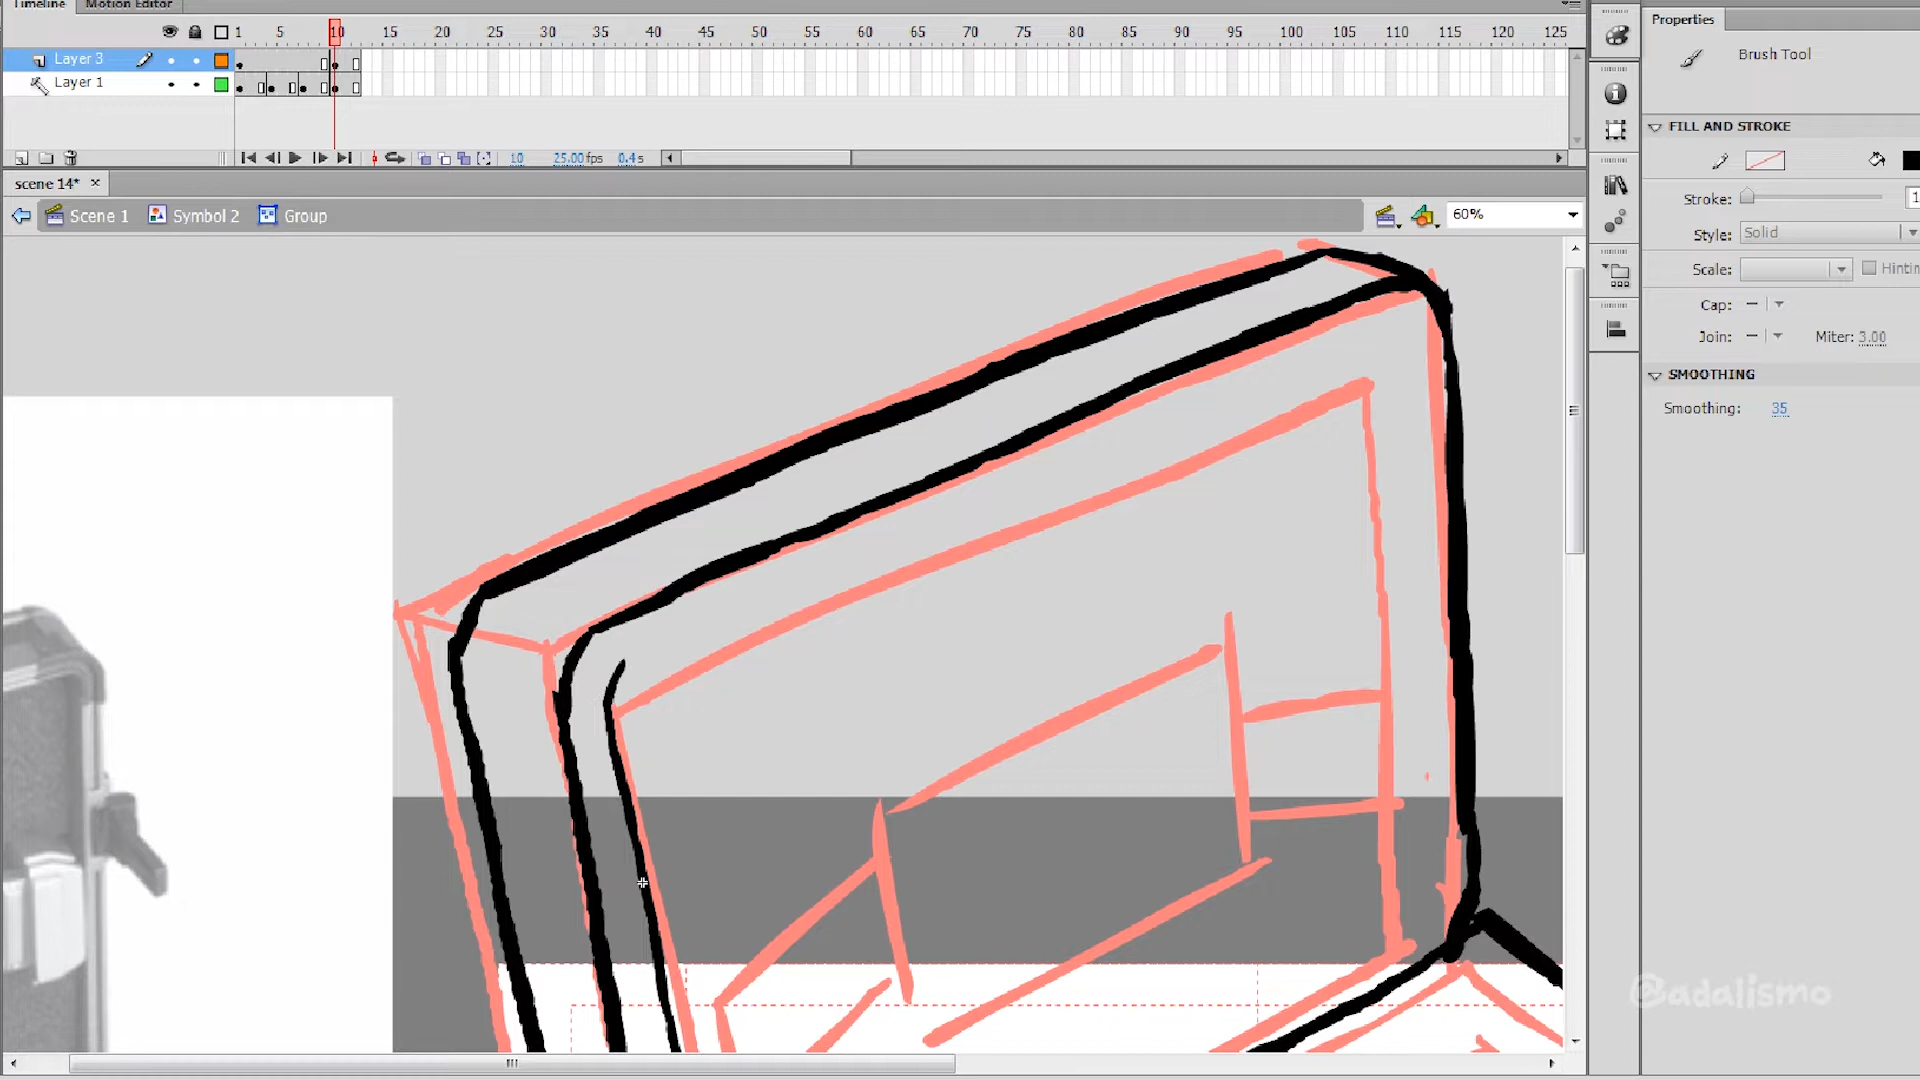 Timeline Motion Editor
1 5 10 15 20 25 30 35 40 45 50 55 60 65 70 75 80 85 90 95 100 105 110 115 120 125
Layer 3
Layer 1
10 25.00 fps 0.4 s
scene 14*
Scene 1 Symbol 2 Group
60%
Properties
Brush Tool
FILL AND STROKE
Stroke: 1
Style: Solid
Scale: Hintin
Cap:
Join: Miter: 3.00
SMOOTHING
Smoothing: 35
@adalismo